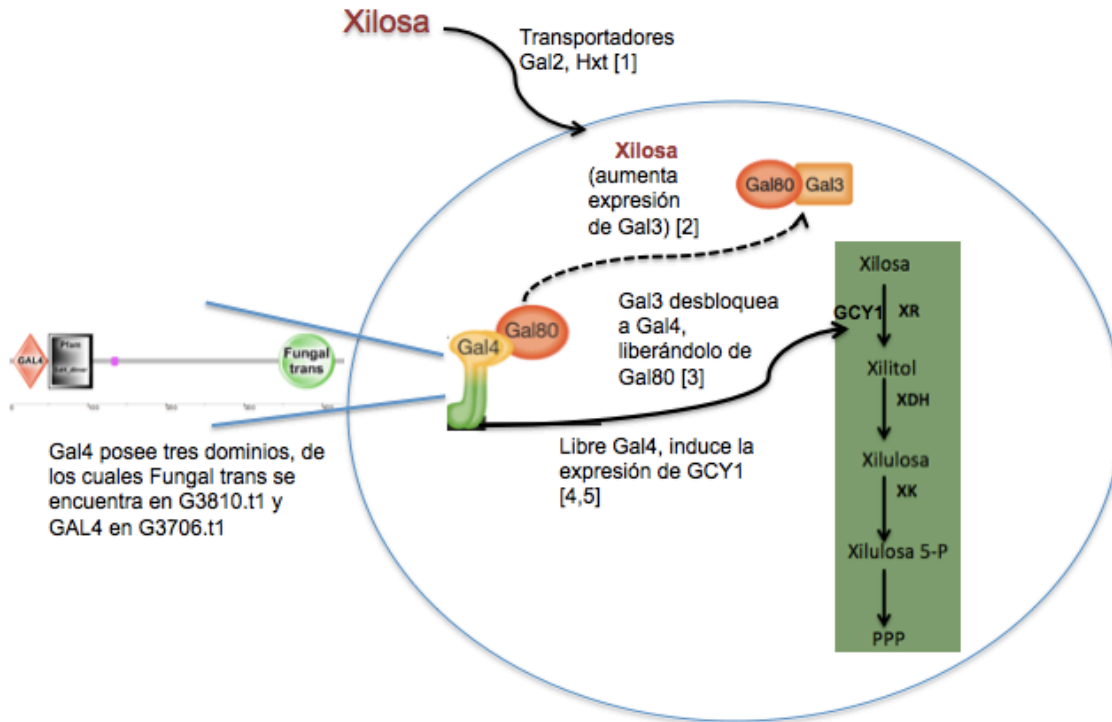 Xilosa
Transportadores
Gal2, Hxt [1]
Xilosa
(aumenta
expresión
de Gal3) [2]
Gal80
Gal3
Gal4
Gal80
Gal3 desbloquea
a Gal4,
liberándolo de
Gal80 [3]
Libre Gal4, induce la
expresión de GCY1
[4,5]
GAL4
Pfam
Fungal
trans
Gal4 posee tres dominios, de
los cuales Fungal trans se
encuentra en G3810.t1 y
GAL4 en G3706.t1
Xilosa
GCY1 XR
Xilitol
XDH
Xilulosa
XK
Xilulosa 5-P
PPP